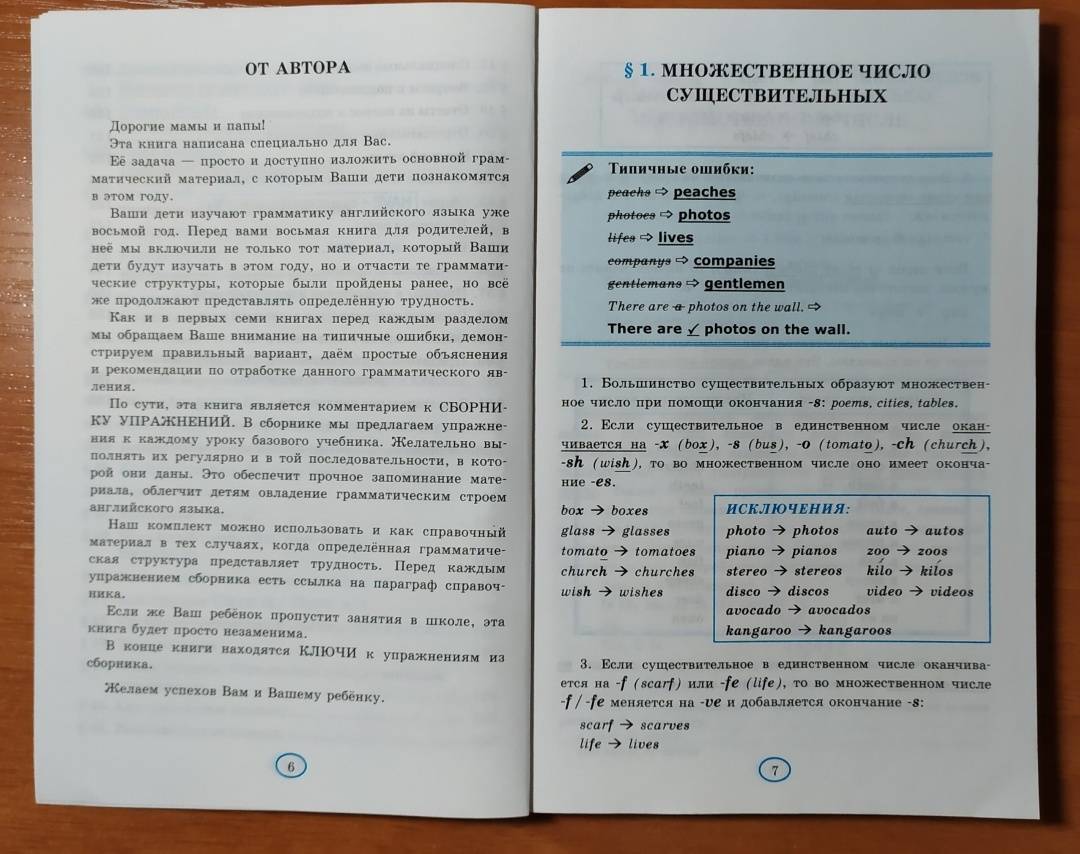 ОТ АВТОРА
Дорогие мамы и папы!
Эта книга написана специально для Вас.
Её задача — просто и доступно изложить основной грам-
матический материал, с которым Ваши дети познакомятся
в этом году.
Ваши дети изучают грамматику английского языка уже
восьмой год. Перед вами восьмая книга для родителей, в
неё мы включили не только тот материал, который Ваши
дети будут изучать в этом году, но и отчасти те граммати-
ческие структуры, которые были пройдены ранее, но всё
же продолжают представлять определённую трудность.
Как и в первых семи книгах перед каждым разделом
мы обращаем Ваше внимание на типичные ошибки, демон-
стрируем правильный вариант, даём простые объяснения
и рекомендации по отработке данного грамматического яв-
ления.
По сути, эта книга является комментарием к СБОРНИ-
КУ УПРАЖНЕНИЙ. В сборнике мы предлагаем упражне-
ния к каждому уроку базового учебника. Желательно вы-
полнять их регулярно и в той последовательности, в кото-
рой они даны. Это обеспечит прочное запоминание мате-
риала, облегчит детям овладение грамматическим строем
английского языка.
Наш комплект можно использовать и как справочный
материал в тех случаях, когда определённая грамматиче-
ская структура представляет трудность. Перед каждым
упражнением сборника есть ссылка на параграф справоч-
ника.
Если же Ваш ребёнок пропустит занятия в школе, эта
книга будет просто незаменима.
В конце книги находятся КЛЮЧИ к упражнениям из
сборника.
Желаем успехов Вам и Вашему ребёнку.
6
§ 1. МНОЖЕСТВЕННОЕ ЧИСЛО
СУЩЕСТВИТЕЛЬНЫХ
Типичные ошибки:
peachs ⇨ peaches
photoes ⇨ photos
lifes ⇨ lives
companys ⇨ companies
gentlemans ⇨ gentlemen
There are a photos on the wall. ⇨
There are ✓ photos on the wall.
1. Большинство существительных образуют множествен-
ное число при помощи окончания -s: poems, cities, tables.
2. Если существительное в единственном числе окан-
чивается на -x (box), -s (bus), -o (tomato), -ch (church),
-sh (wish), то во множественном числе оно имеет оконча-
ние -es.
box → boxes
glass → glasses
tomato → tomatoes
church → churches
wish → wishes
ИСКЛЮЧЕНИЯ:
photo → photos auto → autos
piano → pianos zoo → zoos
stereo → stereos kílo → kílos
disco → discos video → videos
avocado → avocados
kangaroo → kangaroos
3. Если существительное в единственном числе оканчива-
ется на -f (scarf) или -fe (life), то во множественном числе
-f / -fe меняется на -ve и добавляется окончание -s:
scarf → scarves
life → lives
7